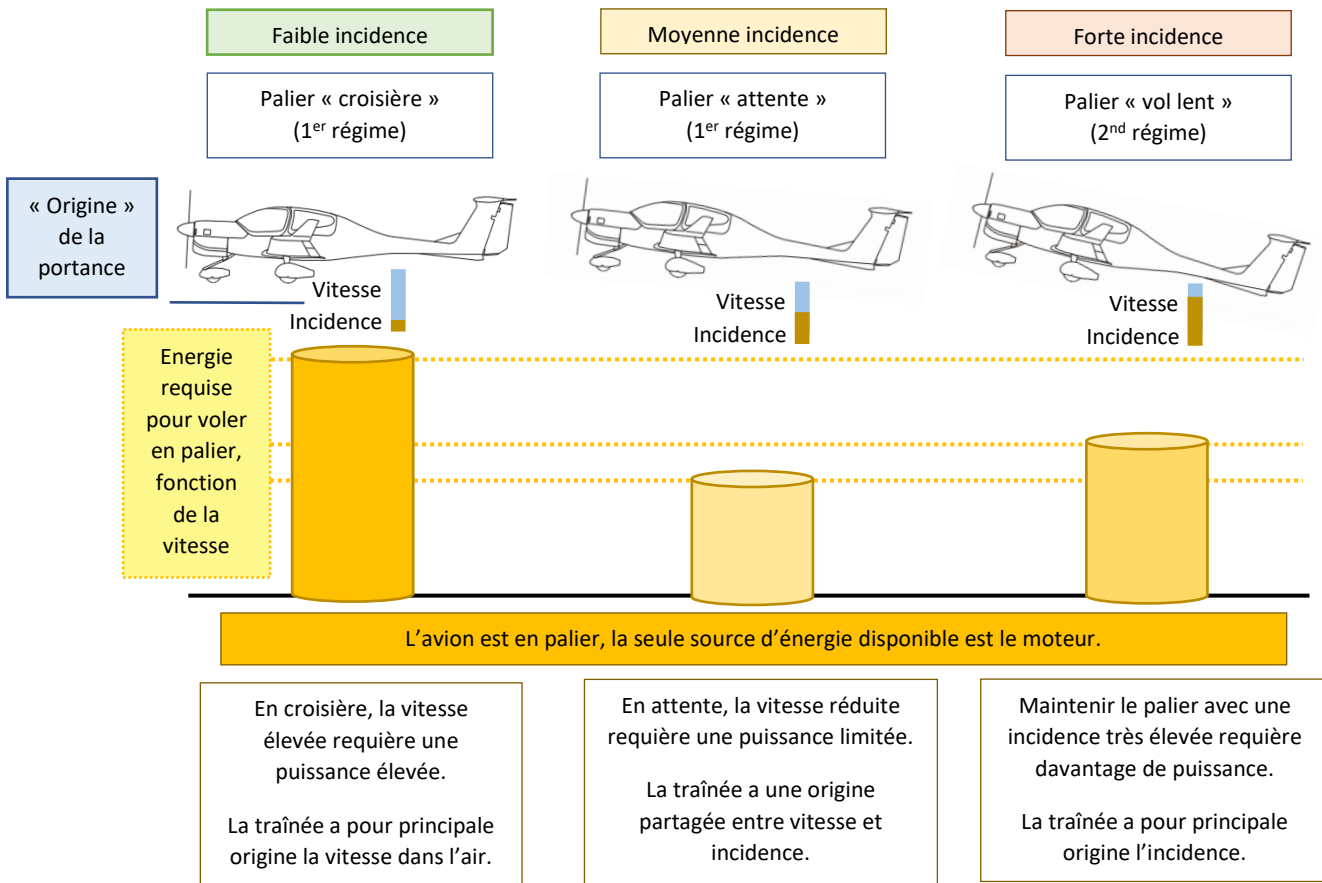 Faible incidence
Moyenne incidence
Forte incidence
Palier « croisière »
(1er régime)
Palier « attente »
(1er régime)
Palier « vol lent »
(2nd régime)
« Origine »
de la
portance
Vitesse
Incidence
Vitesse
Incidence
Vitesse
Incidence
Energie
requise
pour voler
en palier,
fonction
de la
vitesse
L'avion est en palier, la seule source d'énergie disponible est le moteur.
En croisière, la vitesse
élevée requière une
puissance élevée.
La traînée a pour principale
origine la vitesse dans l'air.
En attente, la vitesse réduite
requière une puissance limitée.
La traînée a une origine
partagée entre vitesse et
incidence.
Maintenir le palier avec une
incidence très élevée requière
davantage de puissance.
La traînée a pour principale
origine l'incidence.